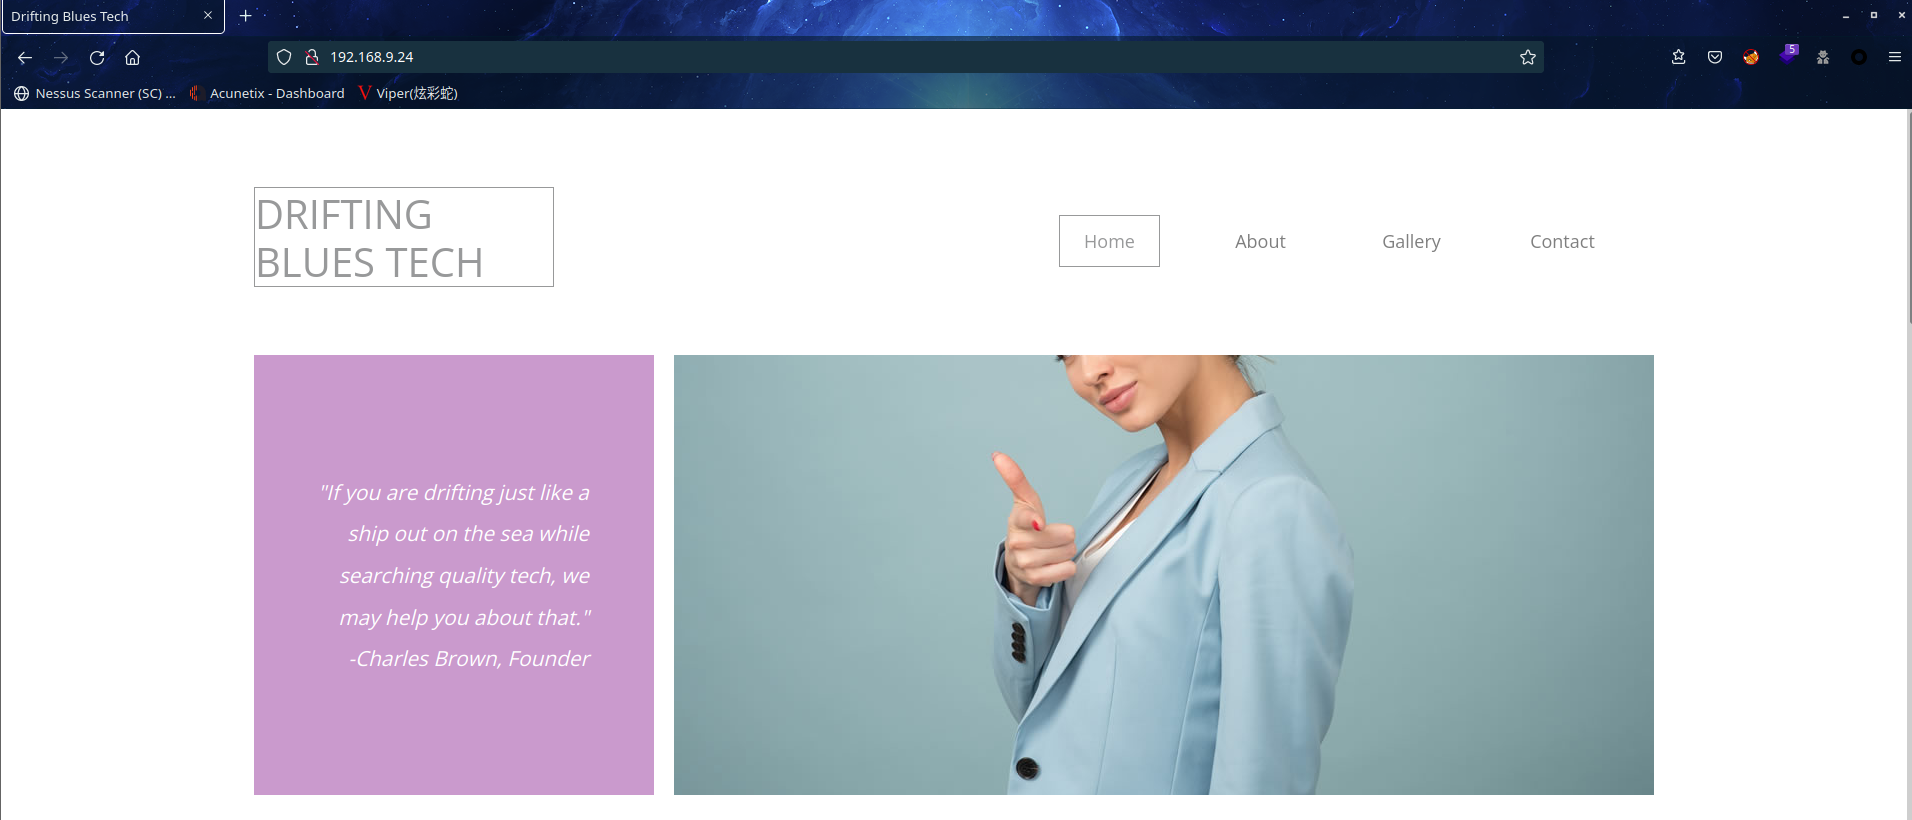 Drifting Blues Tech
192.168.9.24
5
Nessus Scanner (SC) ... Acunetix - Dashboard Viper(炫彩蛇)
DRIFTING
BLUES TECH
Home About Gallery Contact
"If you are drifting just like a
ship out on the sea while
searching quality tech, we
may help you about that."
-Charles Brown, Founder